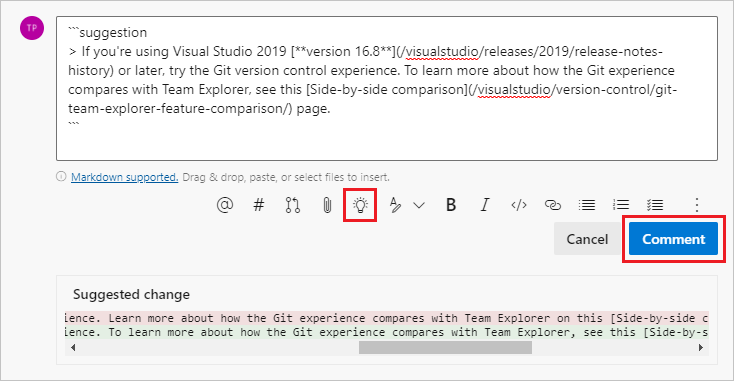 TP
```suggestion
> If you're using Visual Studio 2019 [**version 16.8**](/visualstudio/releases/2019/release-notes-
history) or later, try the Git version control experience. To learn more about how the Git experience
compares with Team Explorer, see this [Side-by-side comparison](/visualstudio/version-control/git-
team-explorer-feature-comparison/) page.
```
Markdown supported. Drag & drop, paste, or select files to insert.
@ # A B I </>
Cancel Comment
Suggested change
ience. Learn more about how the Git experience compares with Team Explorer on this [Side-by-side c
ience. To learn more about how the Git experience compares with Team Explorer, see this [Side-by-s